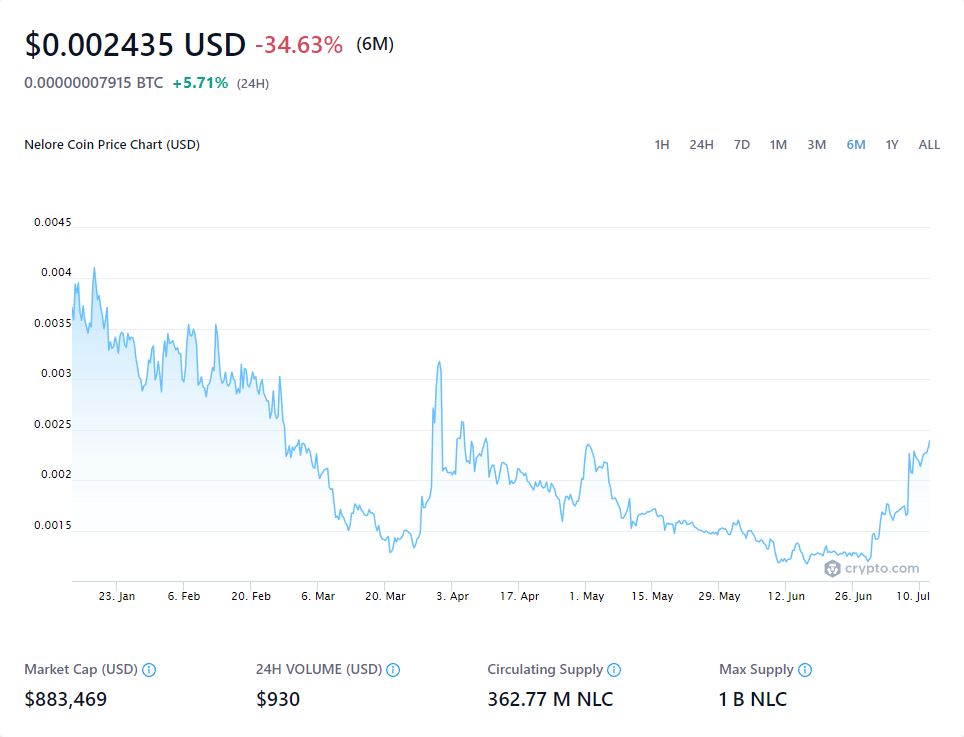 $0.002435 USD -34.63% (6M)
0.00000007915 BTC +5.71% (24H)
Nelore Coin Price Chart (USD) 1H 24H 7D 1M 3M 6M 1Y ALL
0.0045
0.004
0.0035
0.003
0.0025
0.002
0.0015
crypto.com
23. Jan 6. Feb 20. Feb 6. Mar 20. Mar 3. Apr 17. Apr 1. May 15. May 29. May 12. Jun 26. Jun 10. Jul
Market Cap (USD) 24H VOLUME (USD) Circulating Supply Max Supply
$883,469 $930 362.77 M NLC 1 B NLC